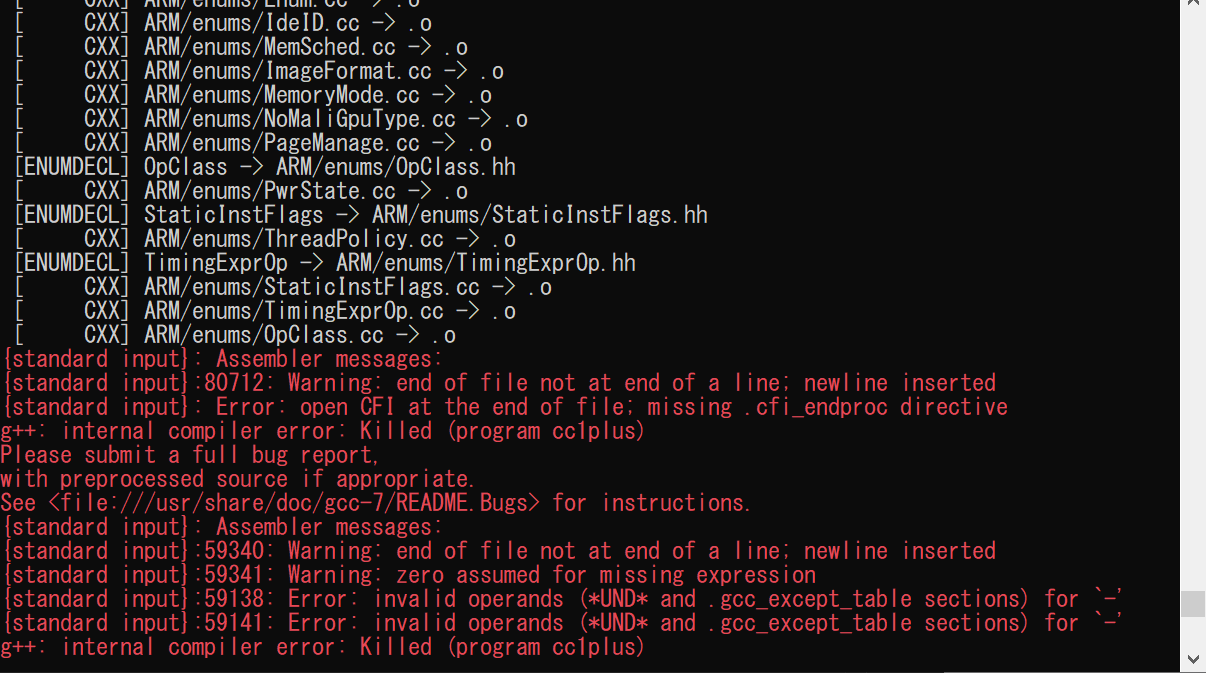 [      CXX] ARM/enums/Enum.cc -> .o
[      CXX] ARM/enums/IdeID.cc -> .o
[      CXX] ARM/enums/MemSched.cc -> .o
[      CXX] ARM/enums/ImageFormat.cc -> .o
[      CXX] ARM/enums/MemoryMode.cc -> .o
[      CXX] ARM/enums/NoMaliGpuType.cc -> .o
[      CXX] ARM/enums/PageManage.cc -> .o
[ENUMDECL] OpClass -> ARM/enums/OpClass.hh
[      CXX] ARM/enums/PwrState.cc -> .o
[ENUMDECL] StaticInstFlags -> ARM/enums/StaticInstFlags.hh
[      CXX] ARM/enums/ThreadPolicy.cc -> .o
[ENUMDECL] TimingExprOp -> ARM/enums/TimingExprOp.hh
[      CXX] ARM/enums/StaticInstFlags.cc -> .o
[      CXX] ARM/enums/TimingExprOp.cc -> .o
[      CXX] ARM/enums/OpClass.cc -> .o
{standard input}: Assembler messages:
{standard input}:80712: Warning: end of file not at end of a line; newline inserted
{standard input}: Error: open CFI at the end of file; missing .cfi_endproc directive
g++: internal compiler error: Killed (program cc1plus)
Please submit a full bug report,
with preprocessed source if appropriate.
See <file:///usr/share/doc/gcc-7/README.Bugs> for instructions.
{standard input}: Assembler messages:
{standard input}:59340: Warning: end of file not at end of a line; newline inserted
{standard input}:59341: Warning: zero assumed for missing expression
{standard input}:59138: Error: invalid operands (*UND* and .gcc_except_table sections) for `-'
{standard input}:59141: Error: invalid operands (*UND* and .gcc_except_table sections) for `-'
g++: internal compiler error: Killed (program cc1plus)